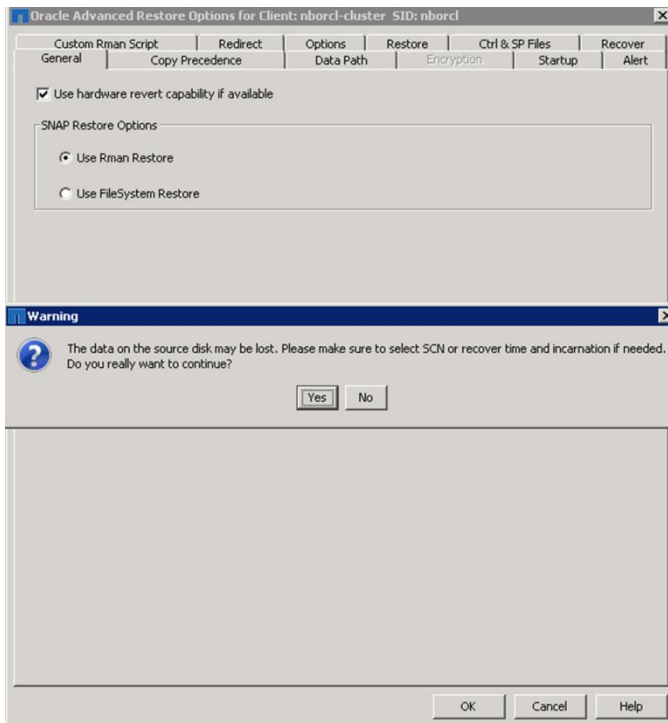 Oracle Advanced Restore Options for Client: nborcl-cluster SID: nborcl
Custom Rman Script
Redirect
Options
Restore
Ctrl & SP Files
Recover
General
Copy Precedence
Data Path
Encryption
Startup
Alert
Use hardware revert capability if available
SNAP Restore Options
Use Rman Restore
Use FileSystem Restore
Warning
The data on the source disk may be lost. Please make sure to select SCN or recover time and incarnation if needed.
Do you really want to continue?
Yes
No
OK
Cancel
Help